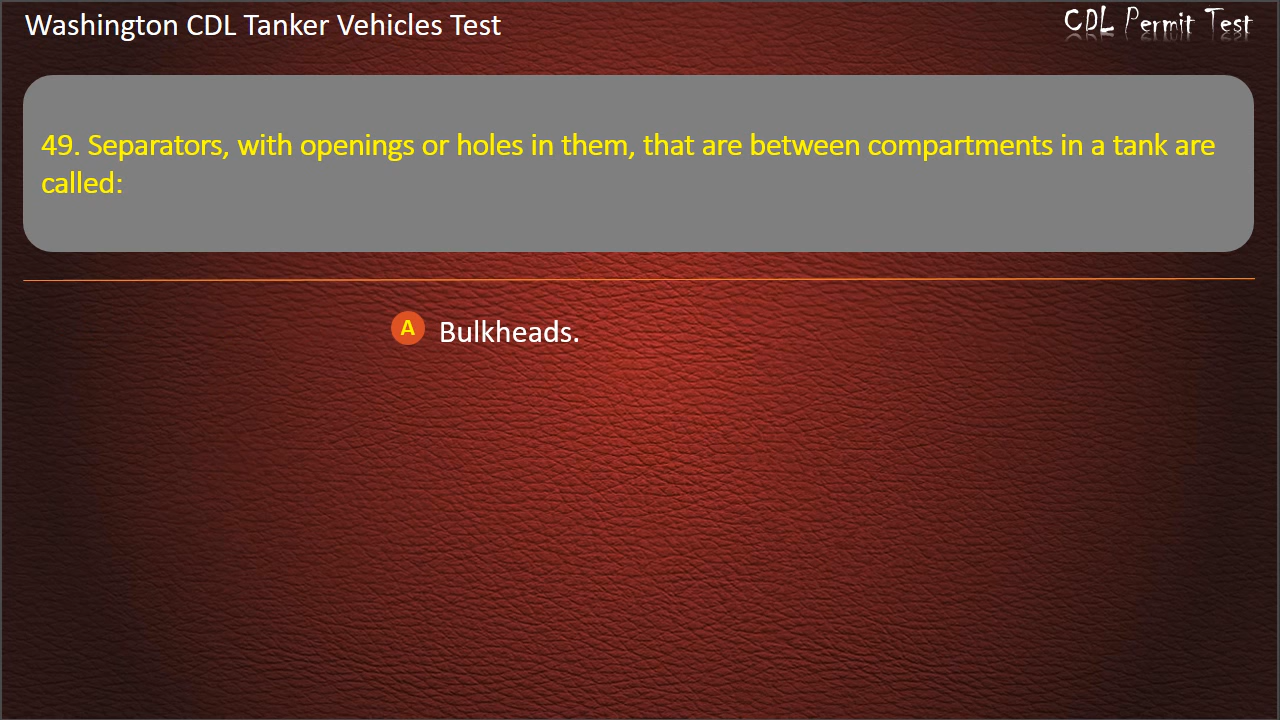 Washington CDL Tanker Vehicles Test
CDL Permit Test
49. Separators, with openings or holes in them, that are between compartments in a tank are
called:
A Bulkheads.